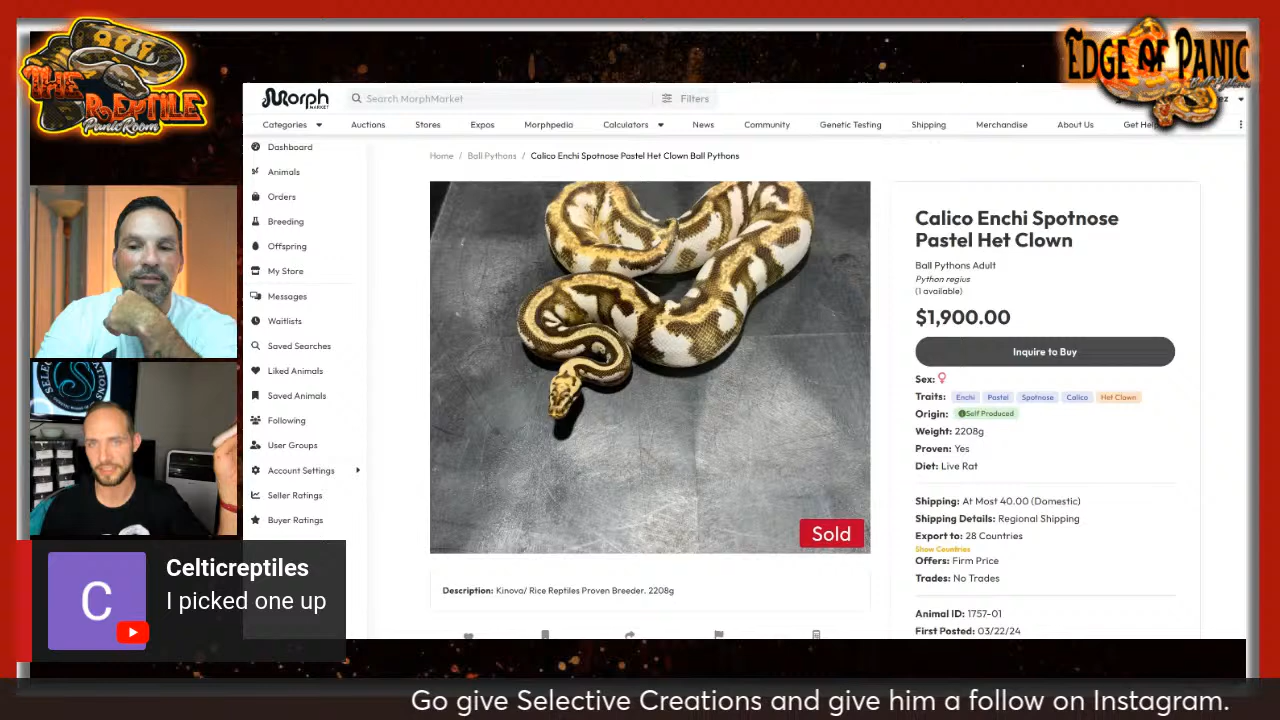 THE REPTILE
Panic Room
EDGE OF PANIC
Ball Pythons
Morph
MARKET
Search MorphMarket
Filters
Categories
Auctions
Stores
Expos
Morphpedia
Calculators
News
Community
Genetic Testing
Shipping
Merchandise
About Us
Get Help
Dashboard
Animals
Orders
Breeding
Offspring
My Store
Messages
Waitlists
Saved Searches
Liked Animals
Saved Animals
Following
User Groups
Account Settings
Seller Ratings
Buyer Ratings
Home / Ball Pythons / Calico Enchi Spotnose Pastel Het Clown Ball Pythons
Sold
Description: Kinova/ Rice Reptiles Proven Breeder. 2208g
Calico Enchi Spotnose
Pastel Het Clown
Ball Pythons Adult
Python regius
(1 available)
$1,900.00
Inquire to Buy
Sex:
Traits: Enchi Pastel Spotnose Calico Het Clown
Origin: Self Produced
Weight: 2208g
Proven: Yes
Diet: Live Rat
Shipping: At Most 40.00 (Domestic)
Shipping Details: Regional Shipping
Export to: 28 Countries
Show Countries
Offers: Firm Price
Trades: No Trades
Animal ID: 1757-01
First Posted: 03/22/24
C
Celticreptiles
I picked one up
Go give Selective Creations and give him a follow on Instagram.